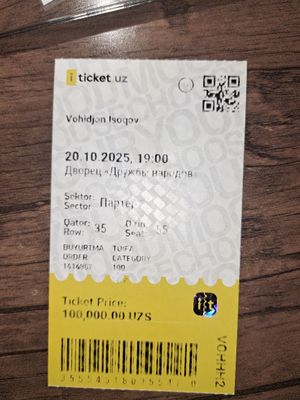 iticket.uz
Vohidjon Isoqov
20.10.2025, 19:00
Дворец «Дружбы народов»
Sektor:
Sector Партер
Qator:
Row: 35
Seat: 15
BUYURTMA TOIFA
ORDER CATEGORY
100
Ticket Price:
100,000.00 UZS